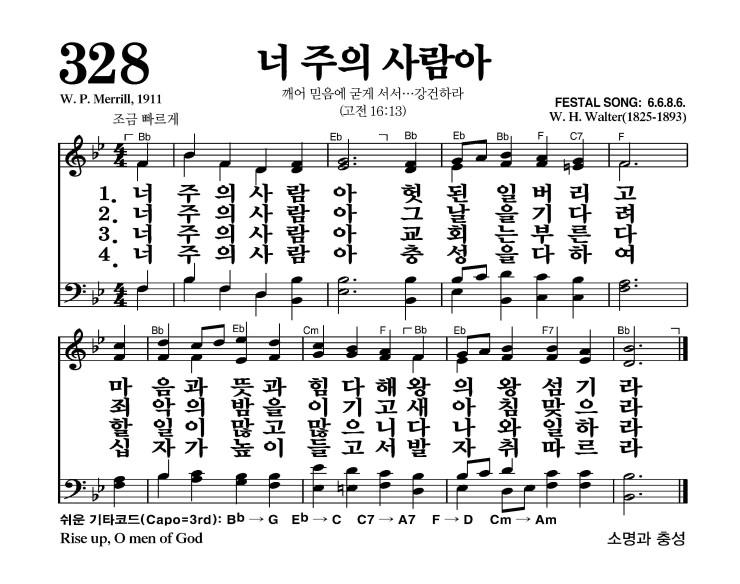 328
너 주의 사람아
깨어 믿음에 굳게 서서…강건하라
(고전 16:13)
W. P. Merrill, 1911
FESTAL SONG: 6.6.8.6.
W. H. Walter(1825-1893)
조금 빠르게
Bb Eb Bb Eb Bb F C7 F
1. 너 주 의 사 람 아 헛 된 일 버 리 고
2. 너 주 의 사 람 아 그 날 을 기 다 려
3. 너 주 의 사 람 아 교 회 는 부 른 다
4. 너 주 의 사 람 아 충 성 을 다 하 여
Bb Eb Cm F Bb Eb F7 Bb
마 음 과 뜻 과 힘 다 해 왕 의 왕 섬 기 라
죄 악 의 밤 을 이 기 고 새 아 침 맞 으 라
할 일 이 많 고 많 으 니 다 나 와 일 하 라
십 자 가 높 이 들 고 서 발 자 취 따 르 라
쉬운 기타코드(Capo=3rd): Bb → G Eb → C C7 → A7 F → D Cm → Am
Rise up, O men of God
소명과 충성